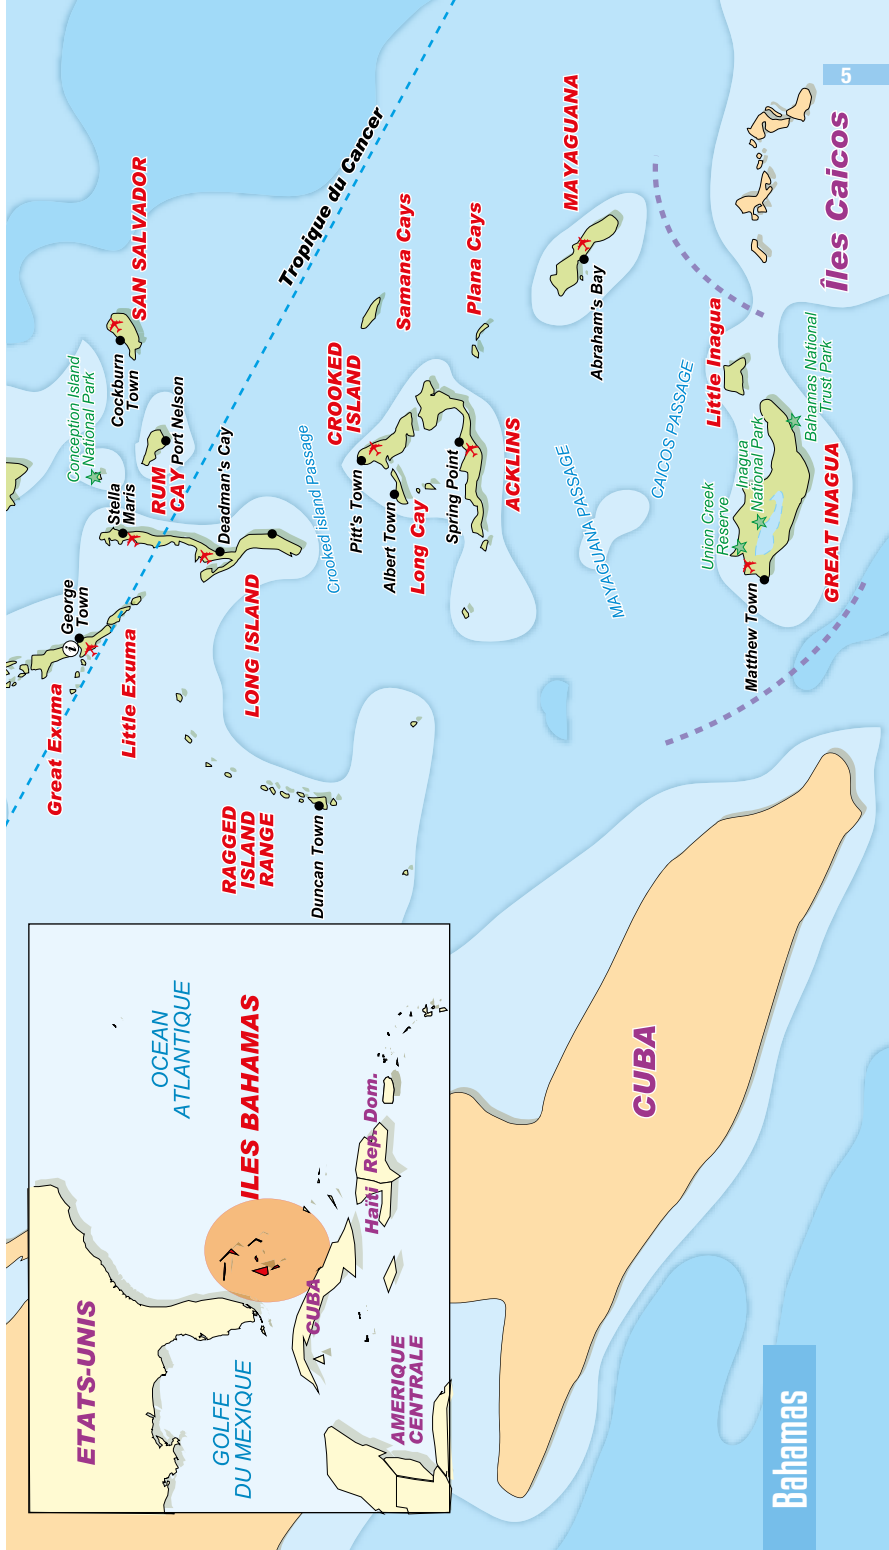 5
SAN SALVADOR
Cockburn
Town
Conception Island
National Park
RUM
CAY
Port Nelson
Stella
Maris
Deadman's Cay
LONG ISLAND
George
Town
i
Great Exuma
Little Exuma
Tropique du Cancer
Samana Cays
Plana Cays
MAYAGUANA
Abraham's Bay
CROOKED
ISLAND
Crooked island Passage
Pitt's Town
Albert Town
Long Cay
Spring Point
ACKLINS
MAYAGUANA PASSAGE
CAICOS PASSAGE
Îles Caicos
Little Inagua
Bahamas National
Trust Park
Inagua
National Park
Union Creek
Reserve
GREAT INAGUA
Matthew Town
RAGGED
ISLAND
RANGE
Duncan Town
CUBA
OCEAN
ATLANTIQUE
ILES BAHAMAS
Haïti
Rep. Dom.
CUBA
ETATS-UNIS
GOLFE
DU MEXIQUE
AMERIQUE
CENTRALE
Bahamas